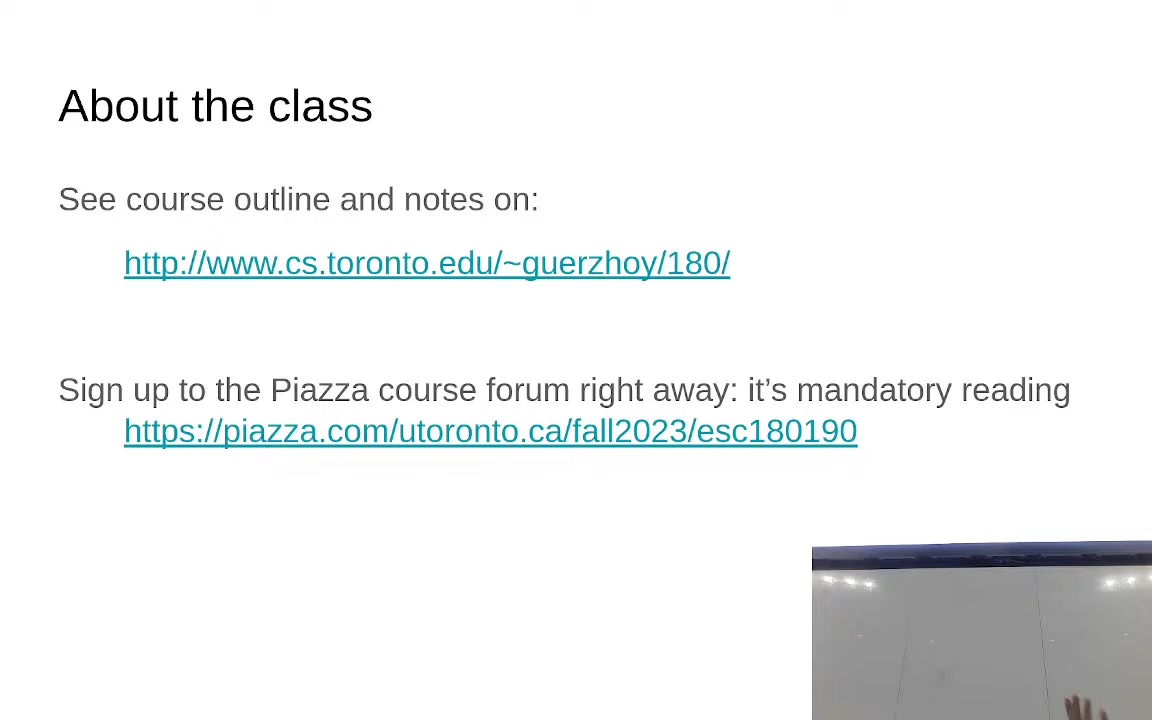 About the class
See course outline and notes on:
http://www.cs.toronto.edu/~guerzhoy/180/
Sign up to the Piazza course forum right away: it’s mandatory reading
https://piazza.com/utoronto.ca/fall2023/esc180190